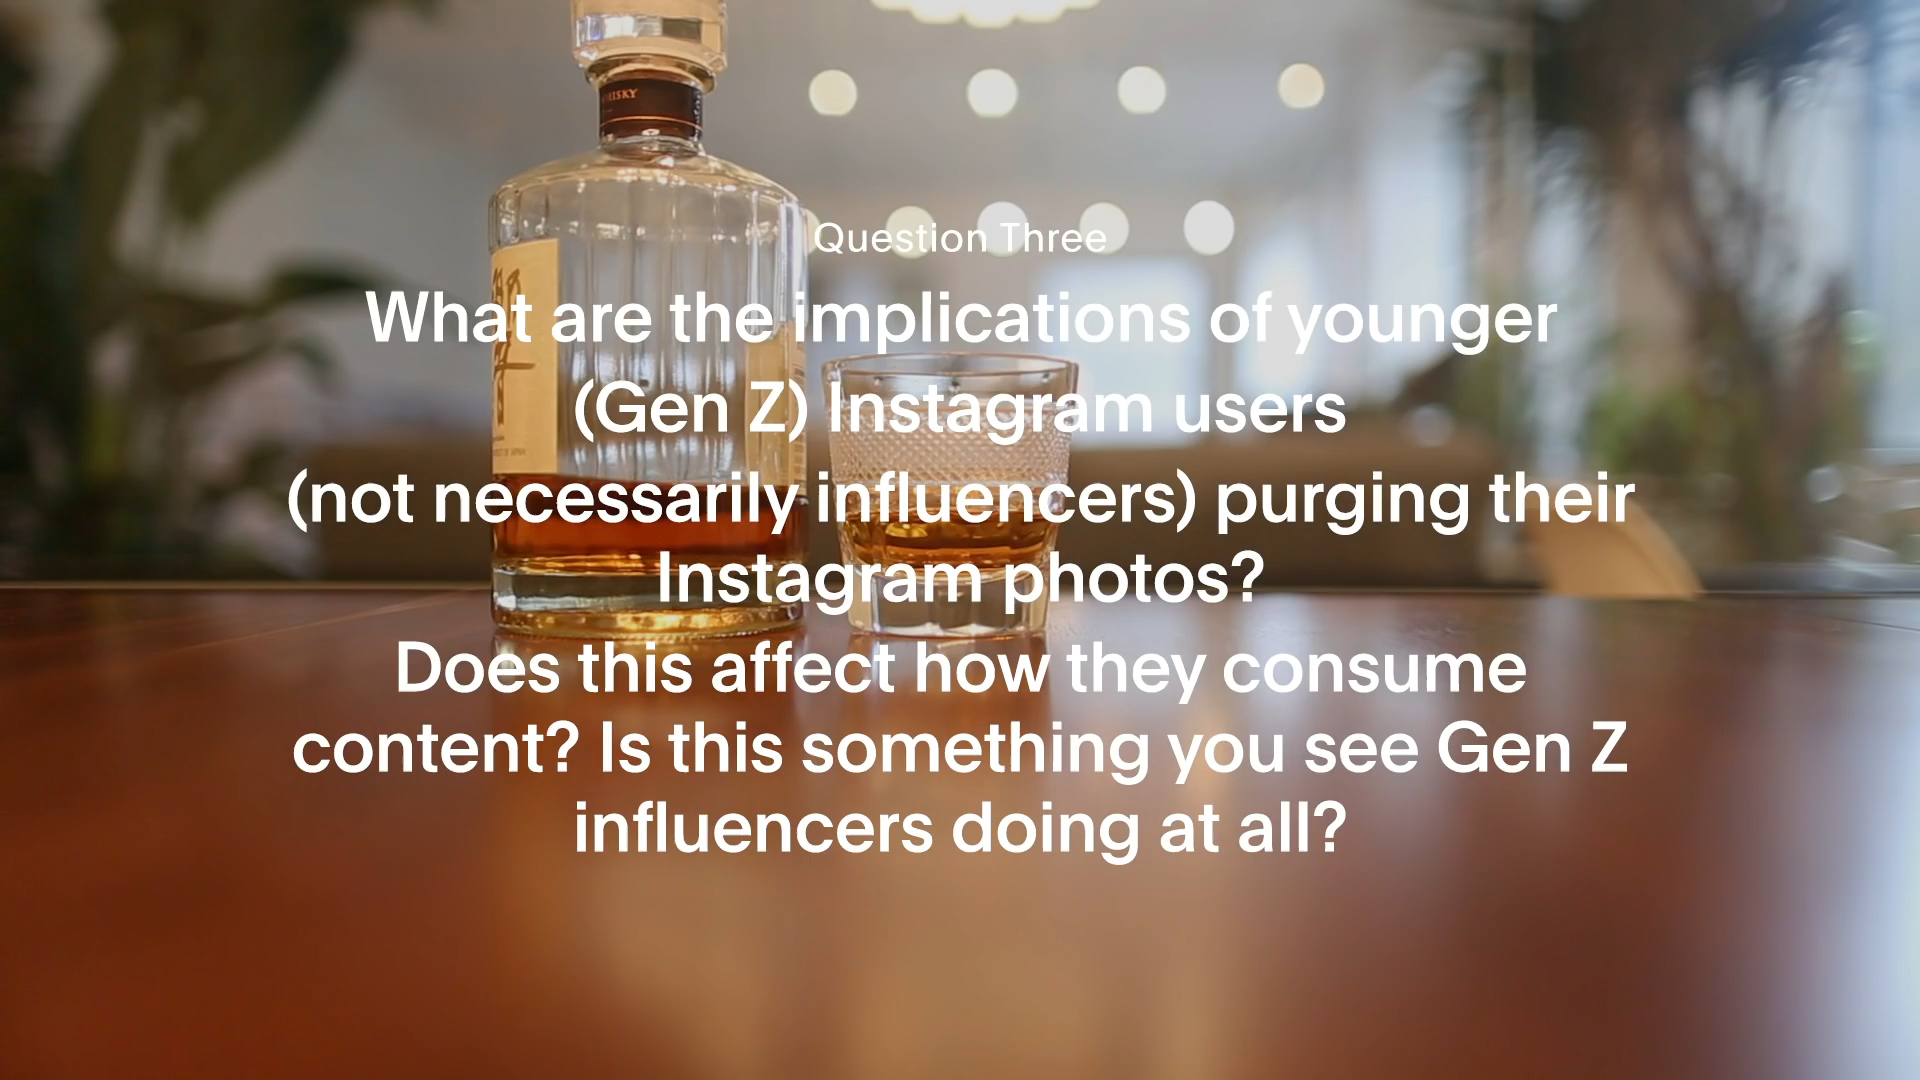 WHISKY
Question Three
What are the implications of younger
(Gen Z) Instagram users
(not necessarily influencers) purging their
Instagram photos?
Does this affect how they consume
content? Is this something you see Gen Z
influencers doing at all?